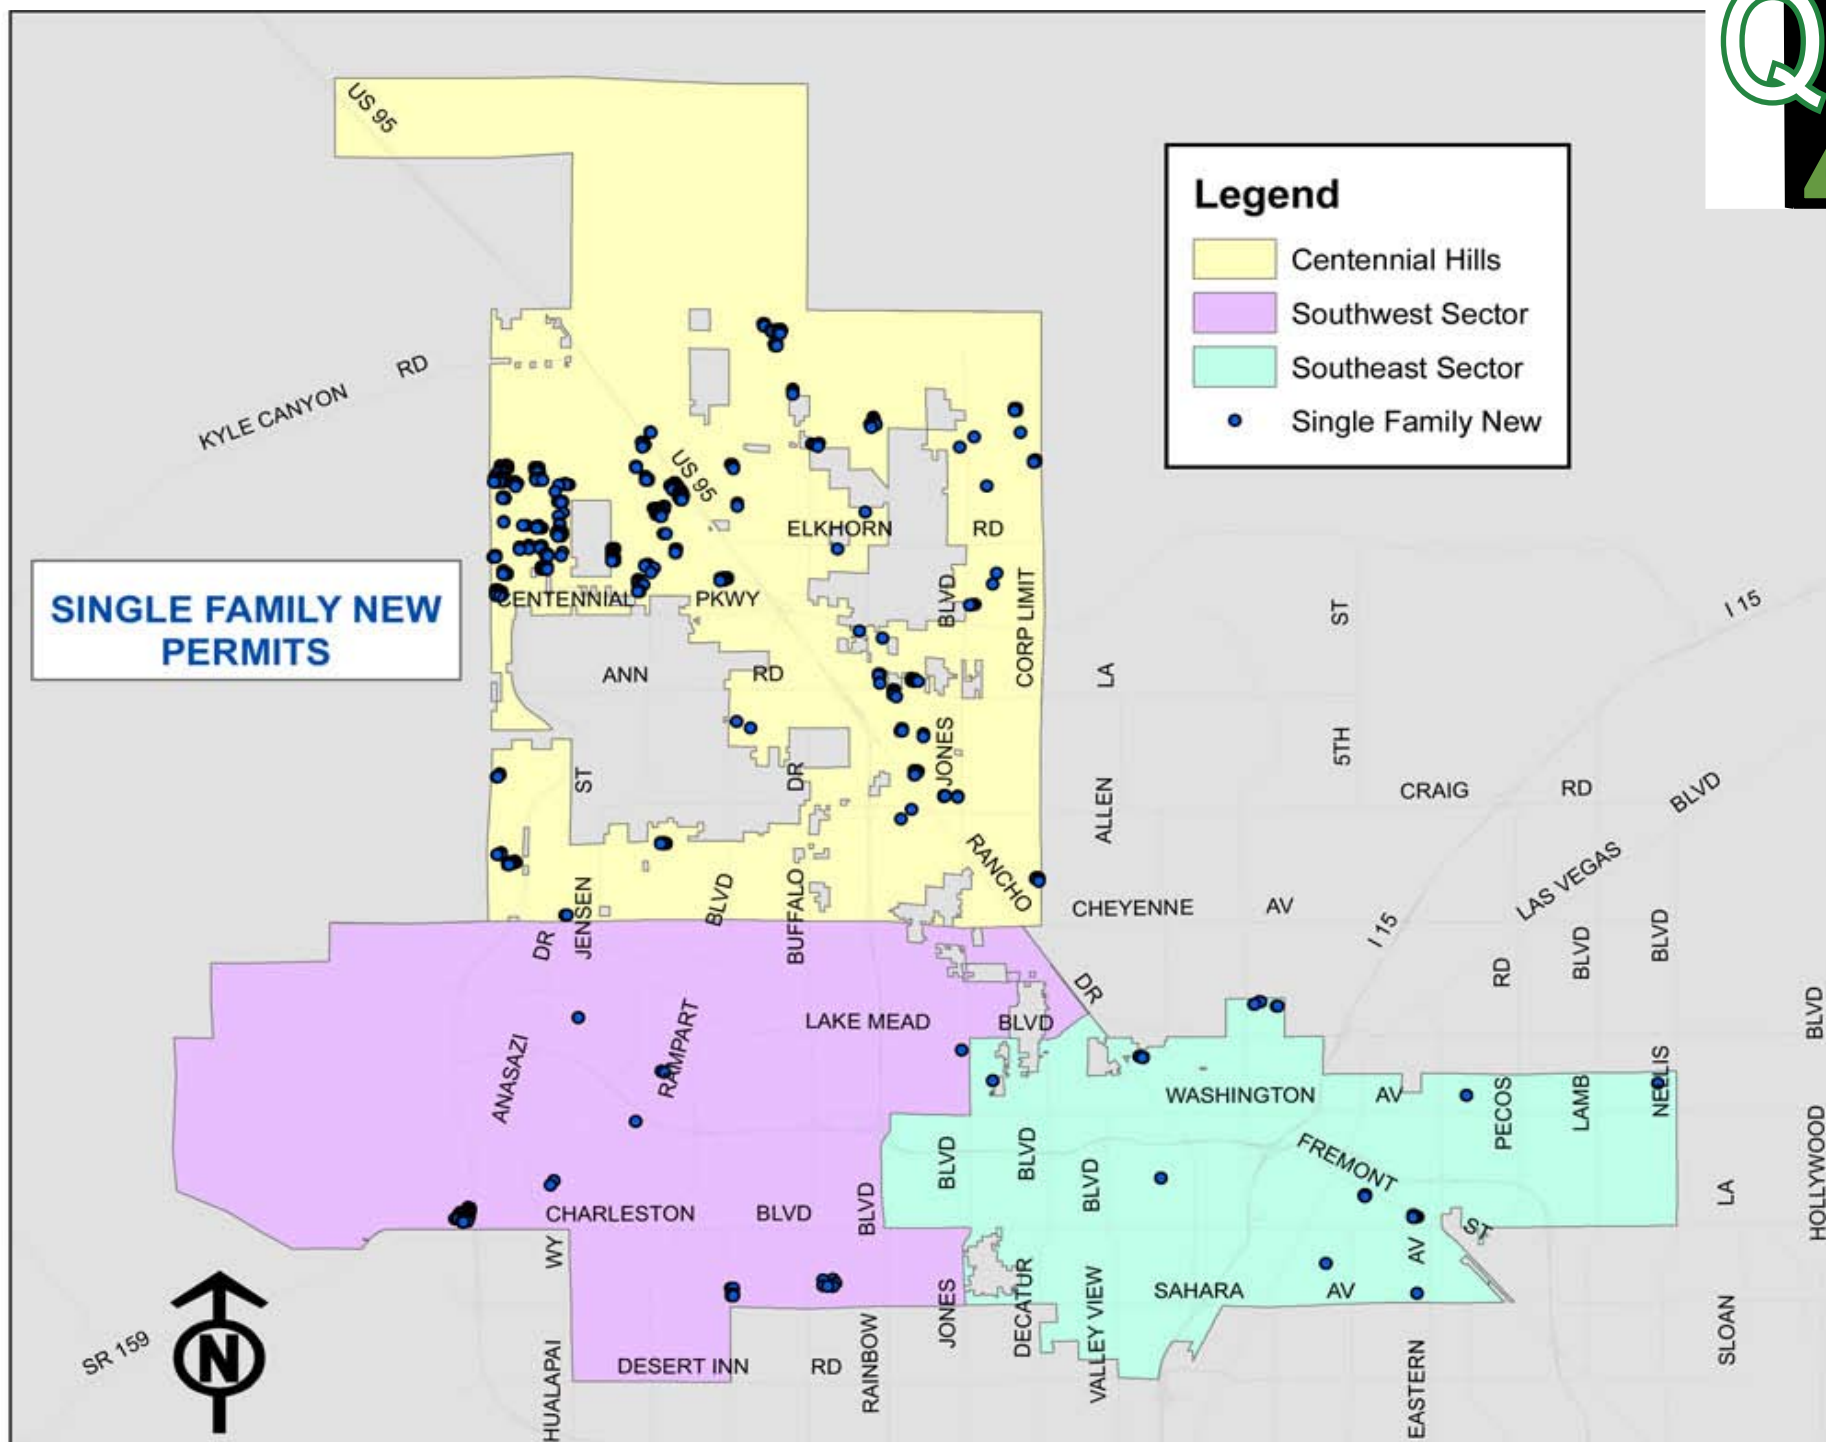 Q
US 95
Legend
Centennial Hills
Southwest Sector
Southeast Sector
Single Family New
KYLE CANYON RD
US 95
ELKHORN RD
SINGLE FAMILY NEW
PERMITS
CENTENNIAL PKWY
BLVD
CORP LIMIT
ST
I 15
ANN RD
LA
JONES
5TH
ST
DR
ALLEN
CRAIG RD
BLVD
RANCHO
LAS VEGAS
JENSEN
BLVD
BUFFALO
CHEYENNE AV
I 15
DR
RD
BLVD
BLVD
DR
LAKE MEAD BLVD
BLVD
ANASAZI
RAMPART
WASHINGTON AV
PECOS
LAMB
NELLIS
HOLLYWOOD
FREMONT
BLVD
BLVD
BLVD
BLVD
LA
CHARLESTON BLVD
ST
WY
AV
SAHARA AV
JONES
DECATUR
VALLEY VIEW
SLOAN
SR 159
N
DESERT INN RD
HUALAPAI
RAINBOW
EASTERN